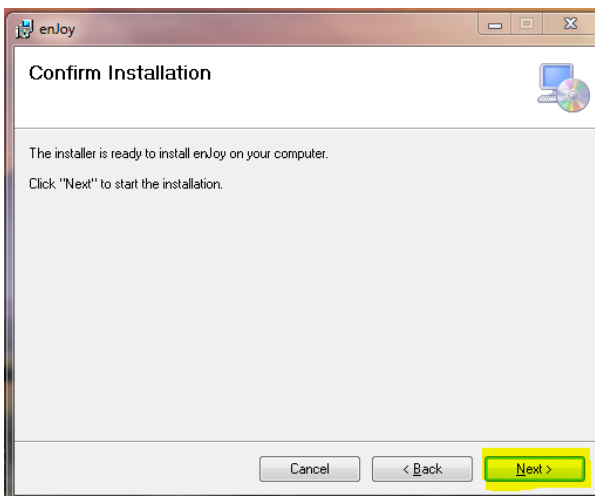 enJoy
Confirm Installation
The installer is ready to install enJoy on your computer.
Click "Next" to start the installation.
Cancel
< Back
Next >